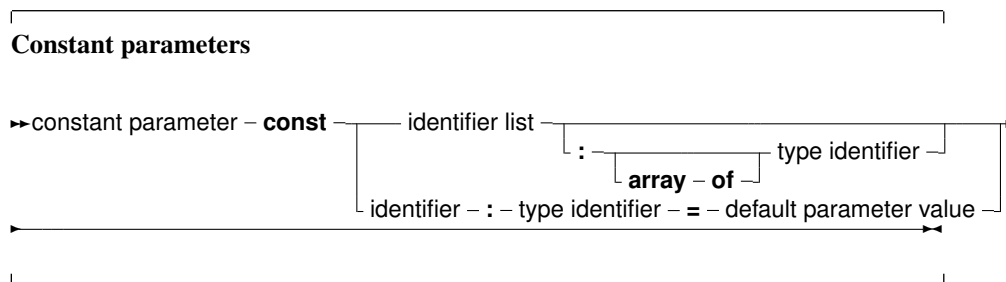 Constant parameters
constant parameter const identifier list
: type identifier
array of
identifier : type identifier = default parameter value